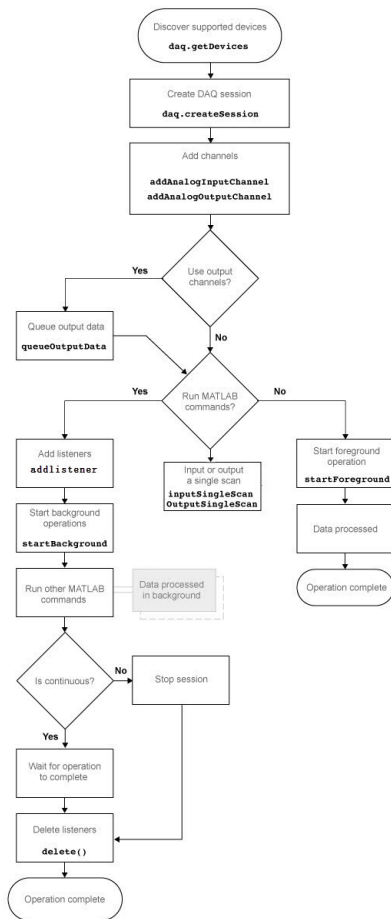 Discover supported devices
daq.getDevices
Create DAQ session
daq.createSession
Add channels
addAnalogInputChannel
addAnalogOutputChannel
Use output
channels?
Yes
No
Queue output data
queueOutputData
Run MATLAB
commands?
Yes
No
Add listeners
addlistener
Input or output
a single scan
inputSingleScan
OutputSingleScan
Start foreground
operation
startForeground
Start background
operations
startBackground
Data processed
Run other MATLAB
commands
Data processed
in background
Operation complete
Is continuous?
No
Stop session
Yes
Wait for operation
to complete
Delete listeners
delete()
Operation complete